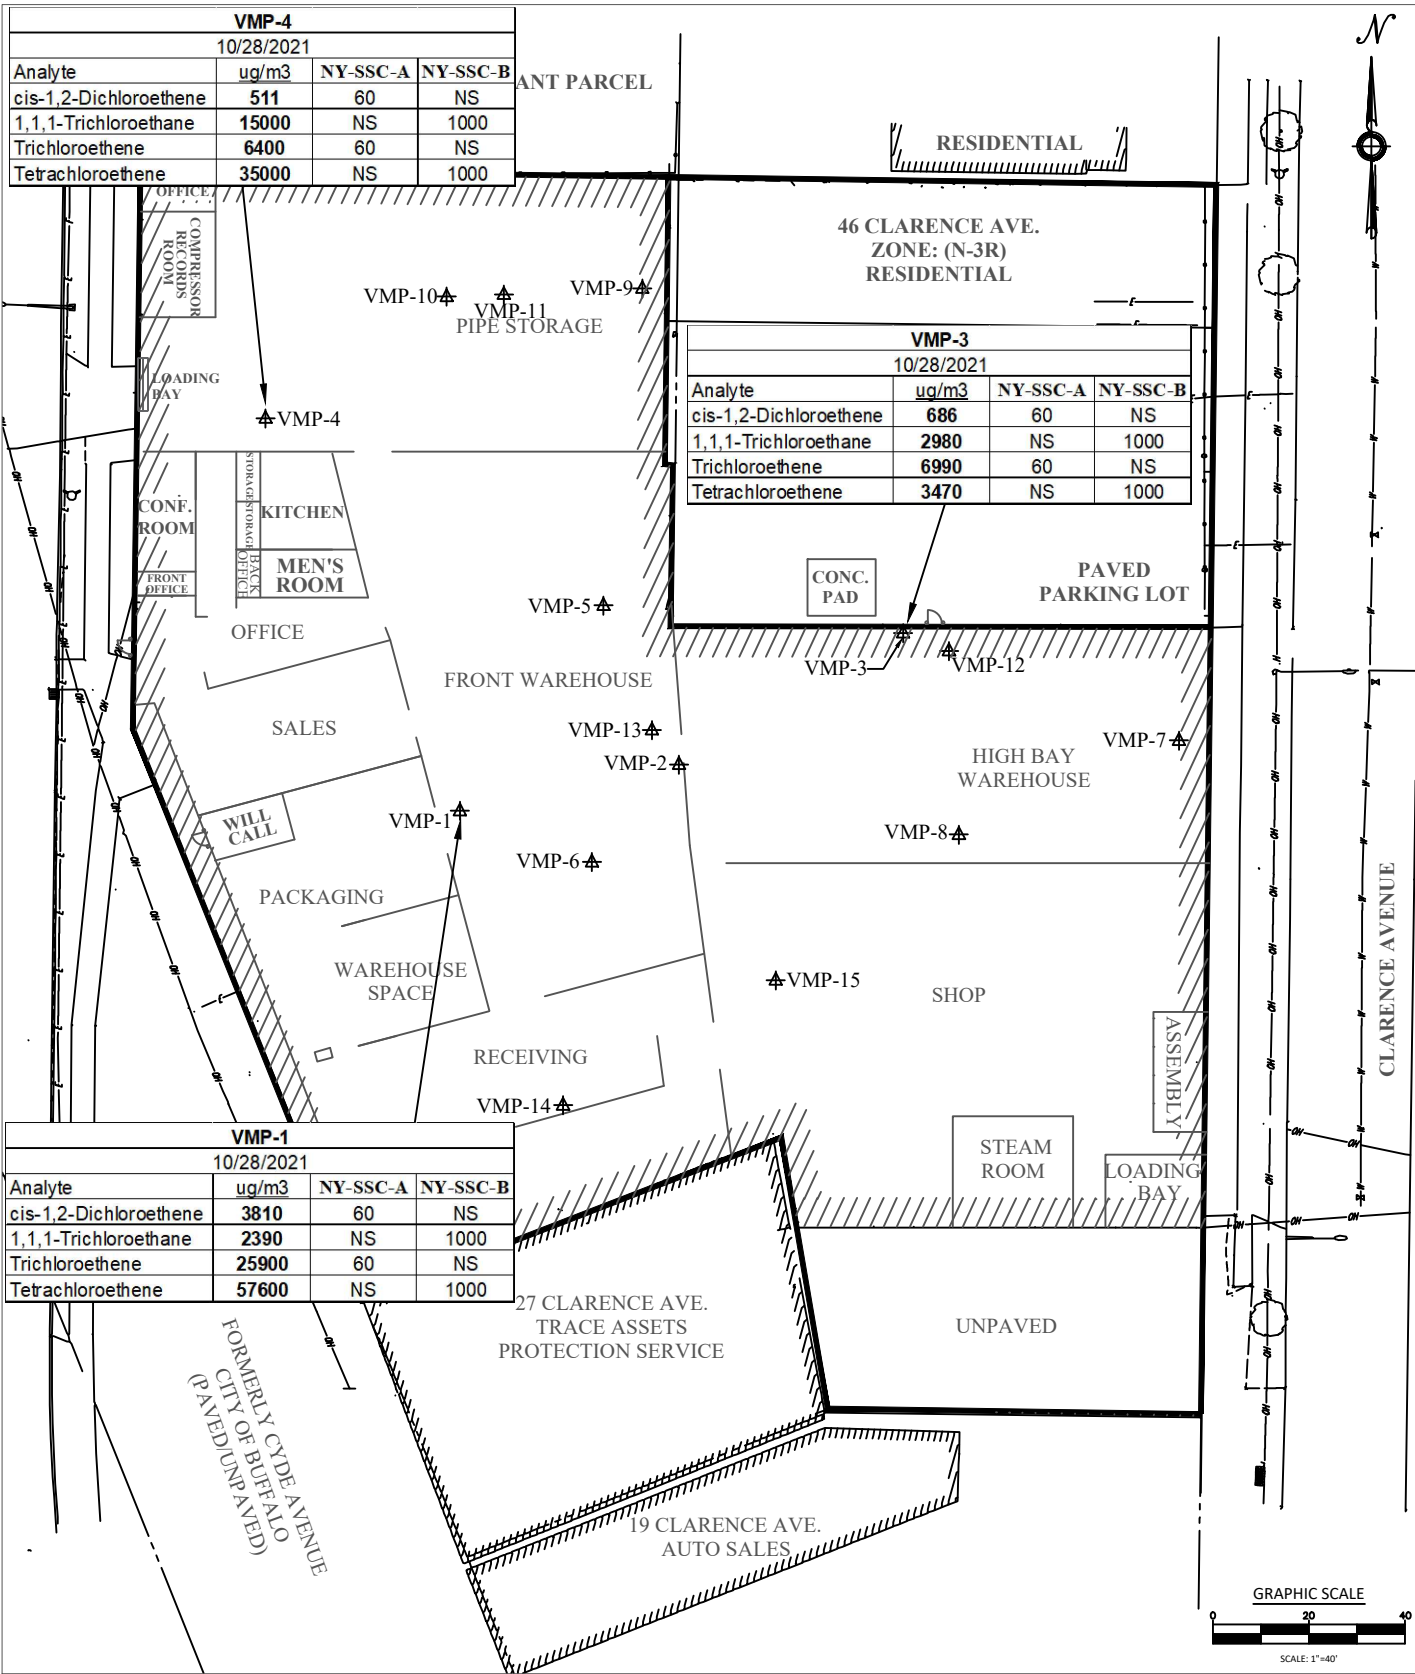 VMP-4
10/28/2021
Analyte ug/m3 NY-SSC-A NY-SSC-B
cis-1,2-Dichloroethene 511 60 NS
1,1,1-Trichloroethane 15000 NS 1000
Trichloroethene 6400 60 NS
Tetrachloroethene 35000 NS 1000
ANT PARCEL
N
RESIDENTIAL
OFFICE
COMPRESSOR
RECORDS
ROOM
46 CLARENCE AVE.
ZONE: (N-3R)
RESIDENTIAL
VMP-10
VMP-11
VMP-9
PIPE STORAGE
LOADING
BAY
VMP-4
VMP-3
10/28/2021
Analyte ug/m3 NY-SSC-A NY-SSC-B
cis-1,2-Dichloroethene 686 60 NS
1,1,1-Trichloroethane 2980 NS 1000
Trichloroethene 6990 60 NS
Tetrachloroethene 3470 NS 1000
CONF.
ROOM
STORAGE
STORAGE
KITCHEN
FRONT
OFFICE
BACK
OFFICE
MEN'S
ROOM
CONC.
PAD
PAVED
PARKING LOT
VMP-5
OFFICE
VMP-3
VMP-12
FRONT WAREHOUSE
SALES
VMP-13
VMP-2
VMP-7
HIGH BAY
WAREHOUSE
WILL
CALL
VMP-1
VMP-8
VMP-6
PACKAGING
CLARENCE AVENUE
WAREHOUSE
SPACE
VMP-15
SHOP
ASSEMBLY
RECEIVING
VMP-14
STEAM
ROOM
LOADING
BAY
VMP-1
10/28/2021
Analyte ug/m3 NY-SSC-A NY-SSC-B
cis-1,2-Dichloroethene 3810 60 NS
1,1,1-Trichloroethane 2390 NS 1000
Trichloroethene 25900 60 NS
Tetrachloroethene 57600 NS 1000
27 CLARENCE AVE.
TRACE ASSETS
PROTECTION SERVICE
UNPAVED
FORMERLY CYDE AVENUE
CITY OF BUFFALO
(PAVED/UNPAVED)
19 CLARENCE AVE.
AUTO SALES
GRAPHIC SCALE
0 20 40
SCALE: 1"=40'